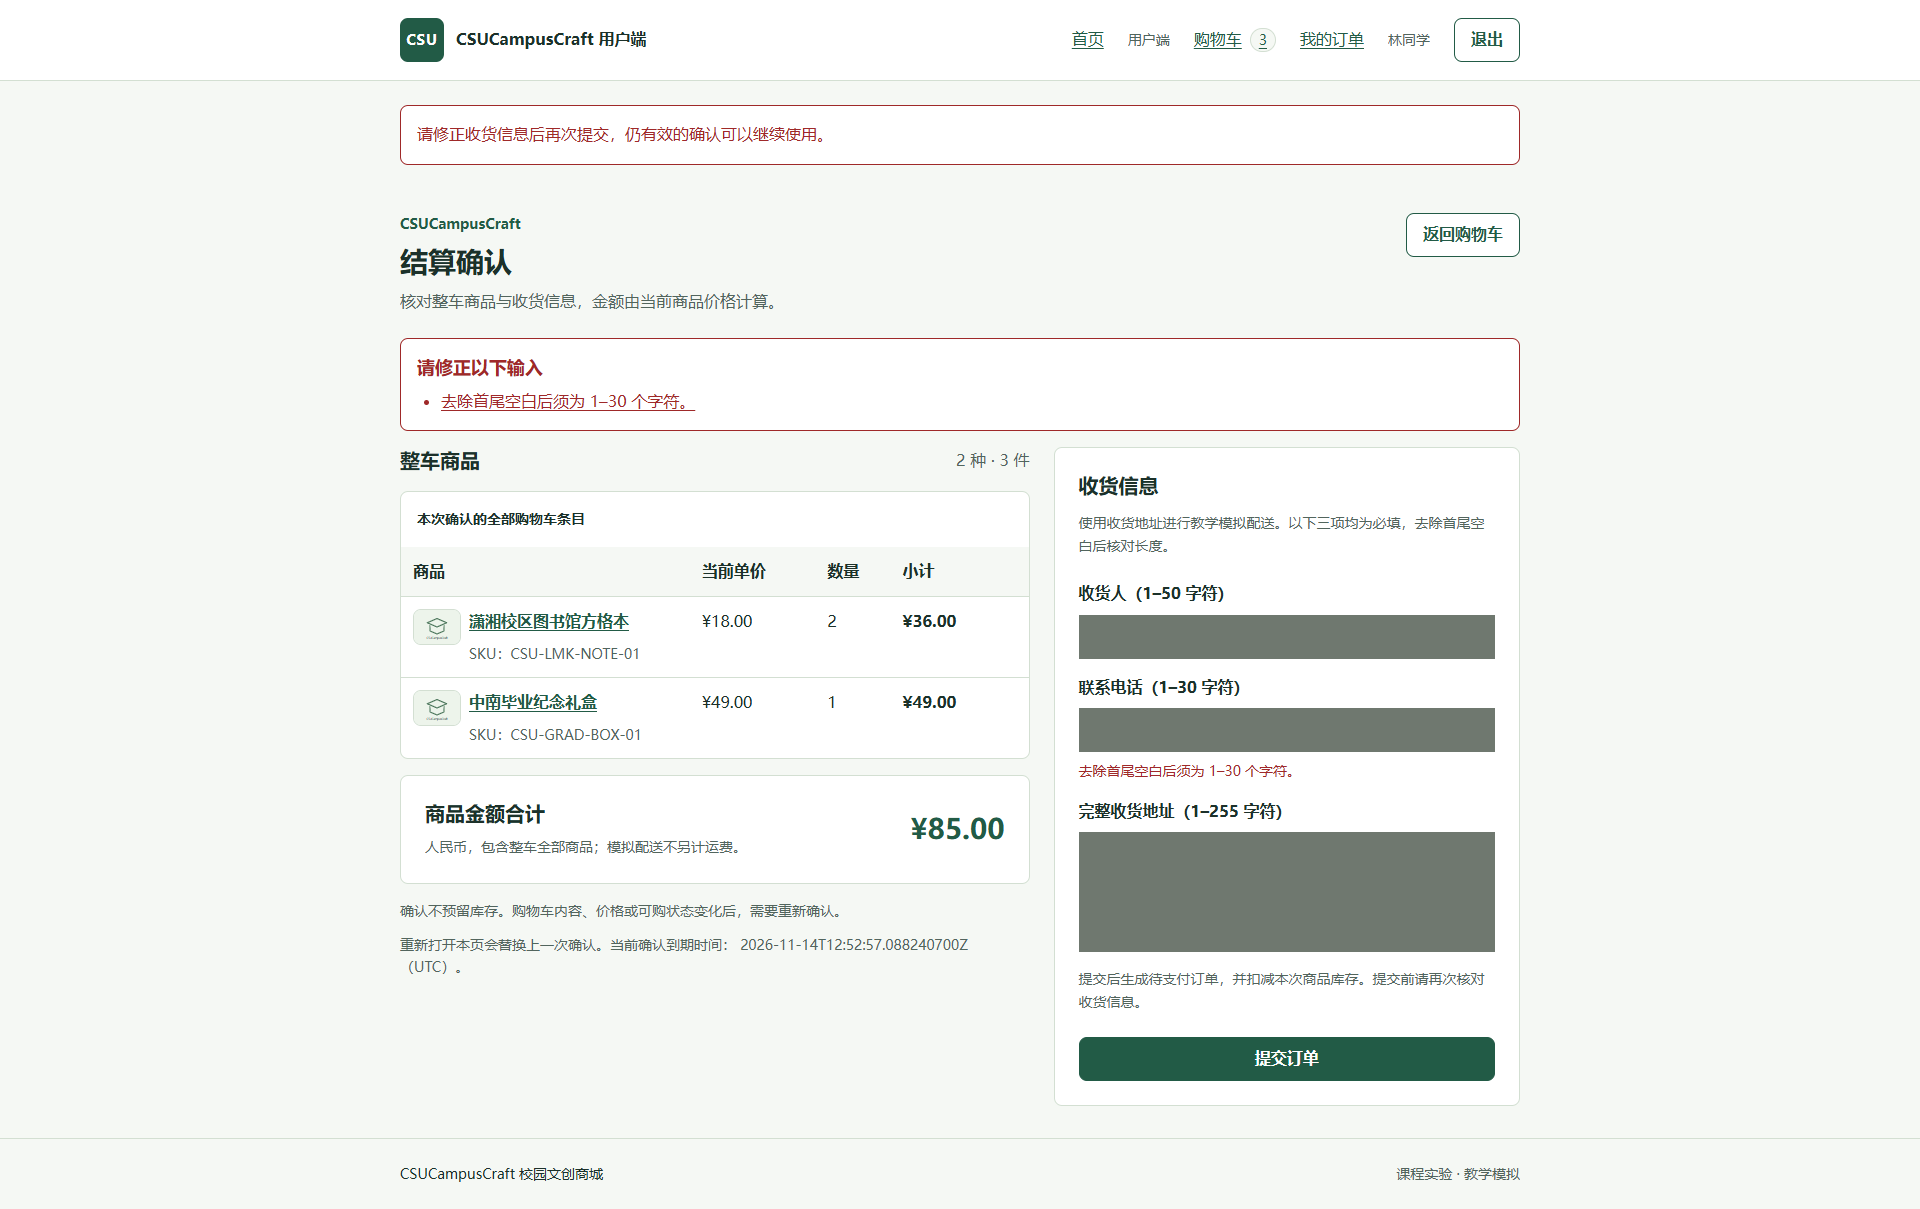 CSU
CSUCampusCraft 用户端
首页
用户端
购物车 3
我的订单
林同学
退出
请修正收货信息后再次提交，仍有效的确认可以继续使用。
CSUCampusCraft
返回购物车
结算确认
核对整车商品与收货信息，金额由当前商品价格计算。
请修正以下输入
去除首尾空白后须为 1–30 个字符。
整车商品
2 种 · 3 件
本次确认的全部购物车条目
商品 当前单价 数量 小计
潇湘校区图书馆方格本 ¥18.00 2 ¥36.00
SKU：CSU-LMK-NOTE-01
中南毕业纪念礼盒 ¥49.00 1 ¥49.00
SKU：CSU-GRAD-BOX-01
商品金额合计
¥85.00
人民币，包含整车全部商品；模拟配送不另计运费。
确认不预留库存。购物车内容、价格或可购状态变化后，需要重新确认。
重新打开本页会替换上一次确认。当前确认到期时间： 2026-11-14T12:52:57.088240700Z
（UTC）。
收货信息
使用收货地址进行教学模拟配送。以下三项均为必填，去除首尾空
白后核对长度。
收货人（1–50 字符）
联系电话（1–30 字符）
去除首尾空白后须为 1–30 个字符。
完整收货地址（1–255 字符）
提交后生成待支付订单，并扣减本次商品库存。提交前请再次核对
收货信息。
提交订单
CSUCampusCraft 校园文创商城
课程实验 · 教学模拟